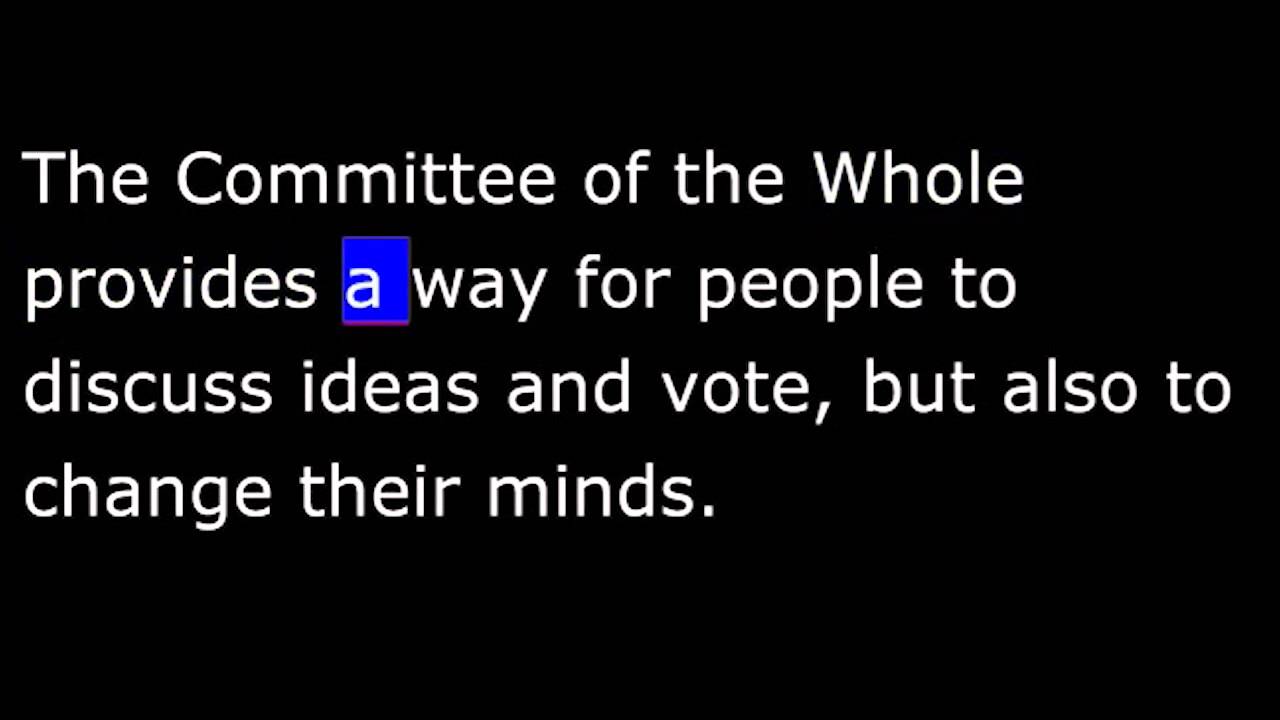 The Committee of the Whole
provides a way for people to
discuss ideas and vote, but also to
change their minds.